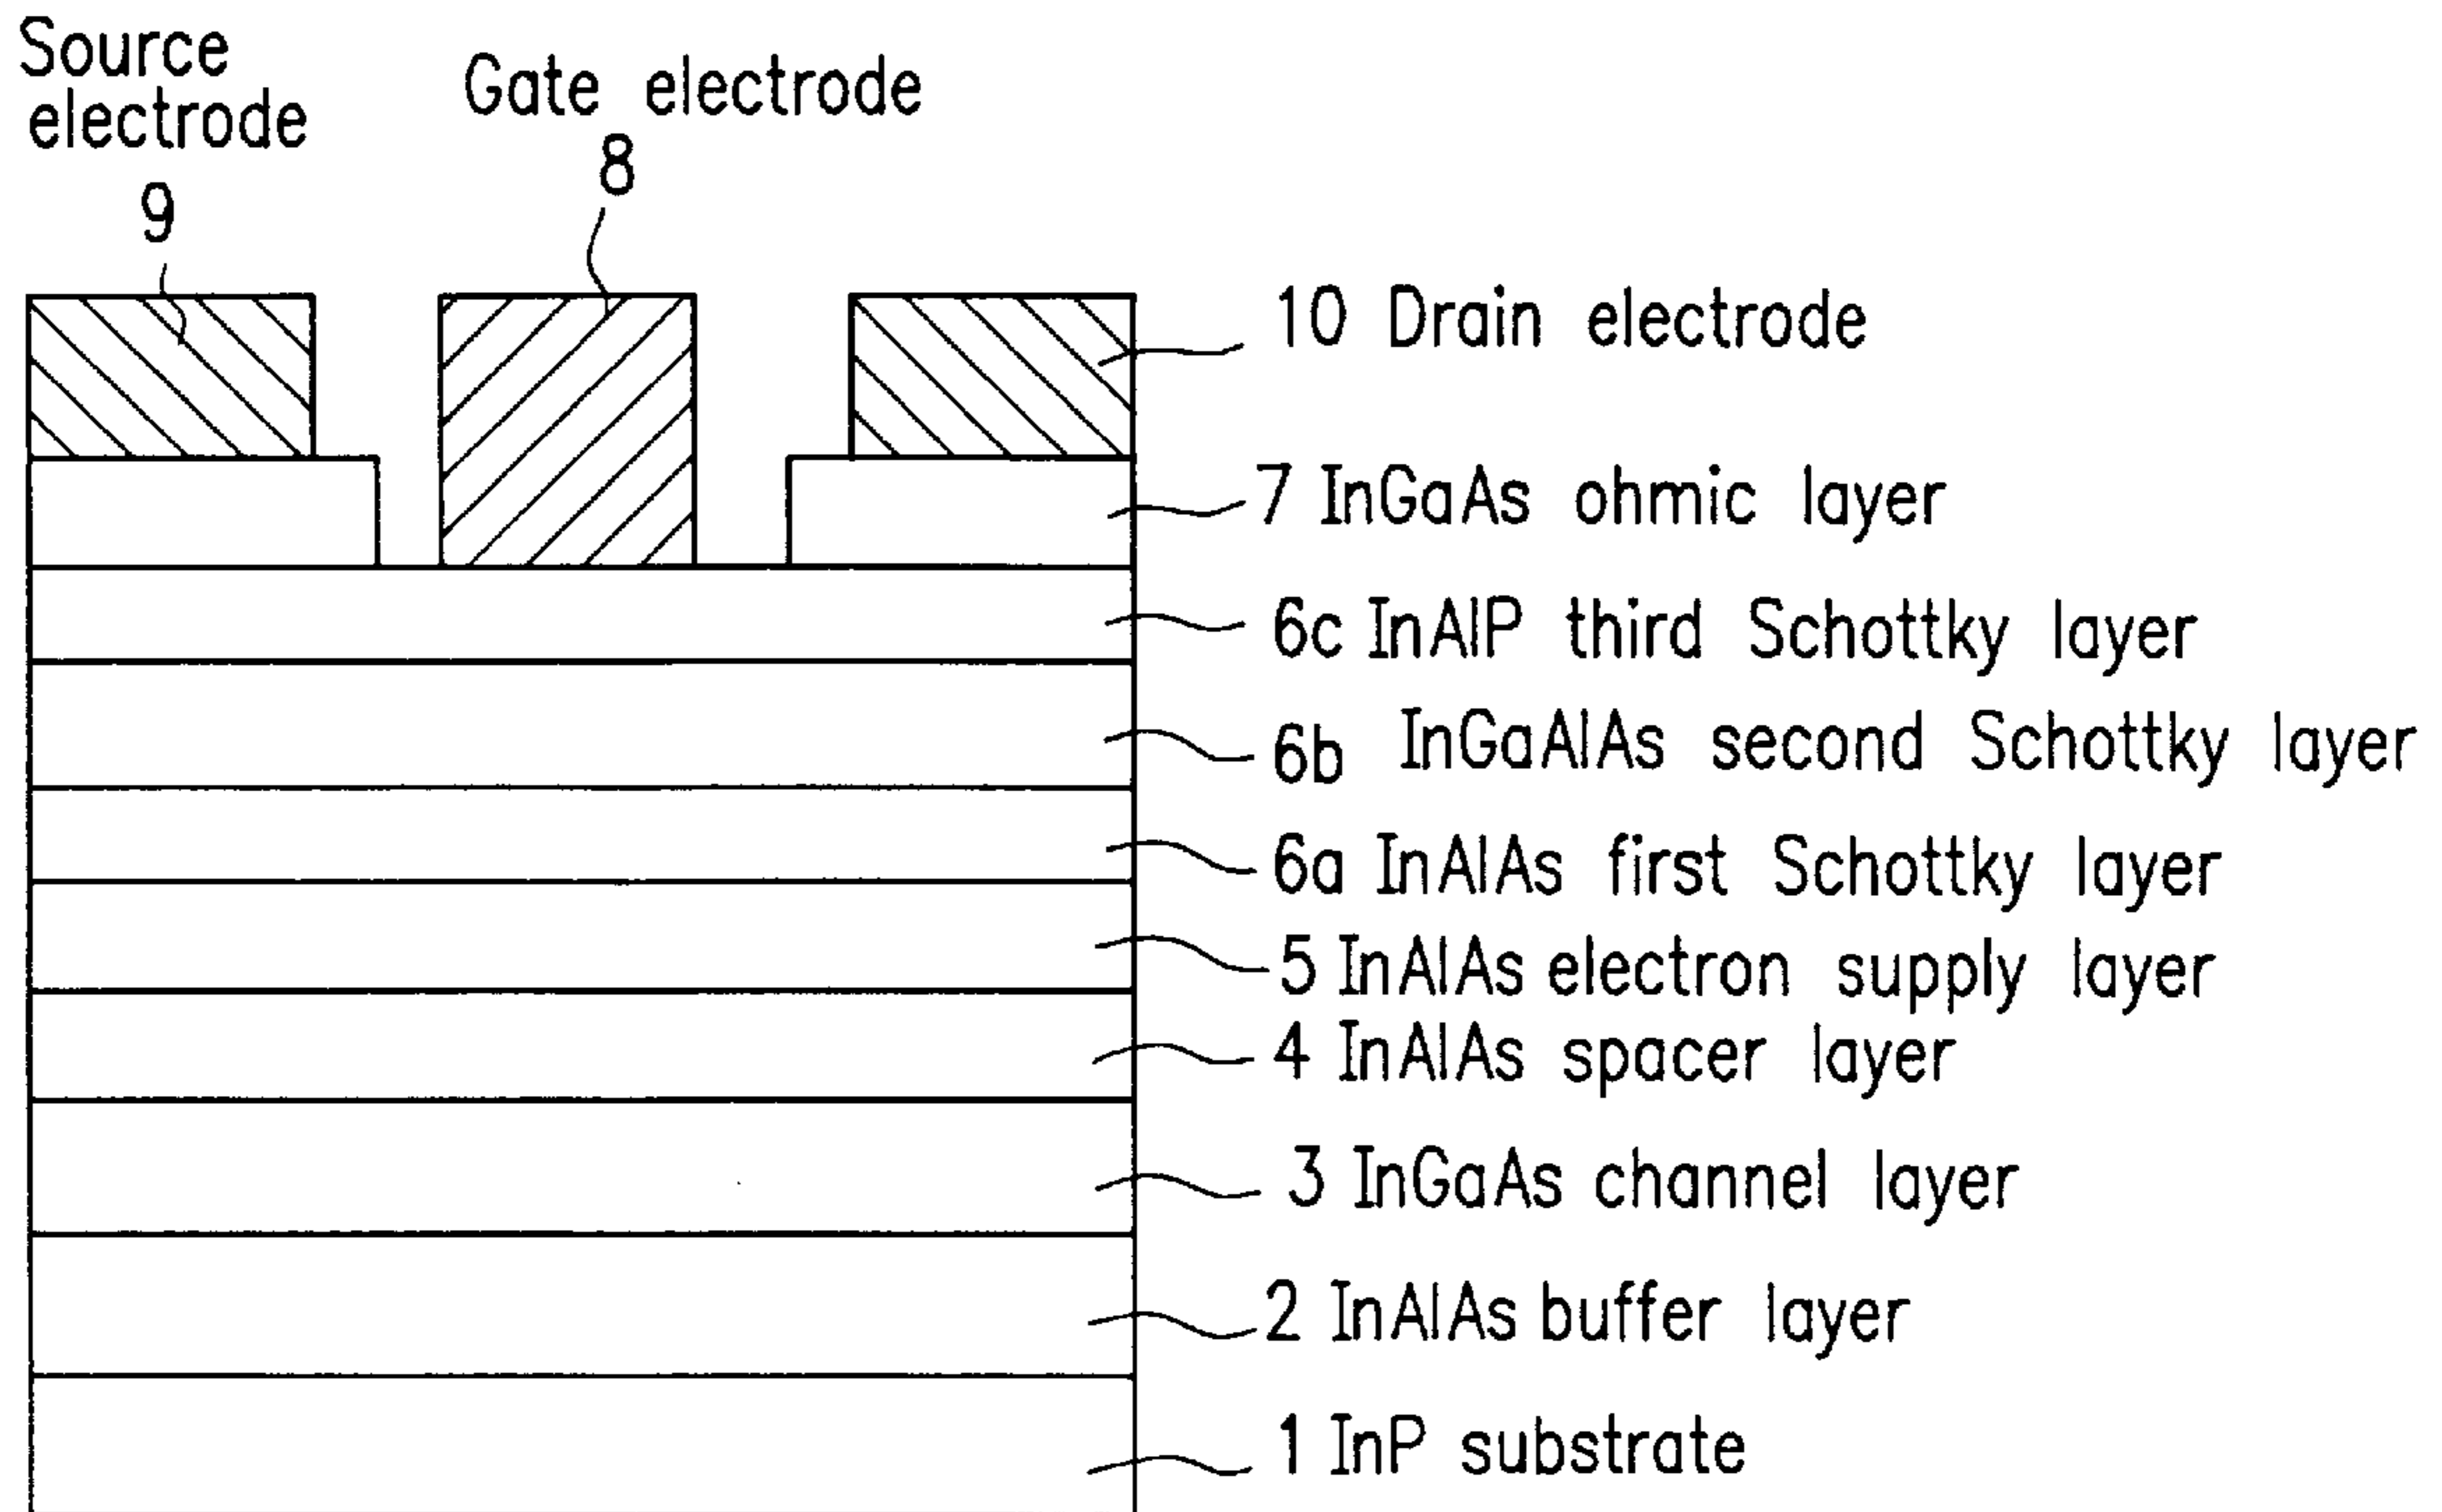 Source
electrode
9
Gate electrode
8
10 Drain electrode
7 InGaAs ohmic layer
6c InAlP third Schottky layer
6b InGaAlAs second Schottky layer
6a InAlAs first Schottky layer
5 InAlAs electron supply layer
4 InAlAs spacer layer
3 InGaAs channel layer
2 InAlAs buffer layer
1 InP substrate